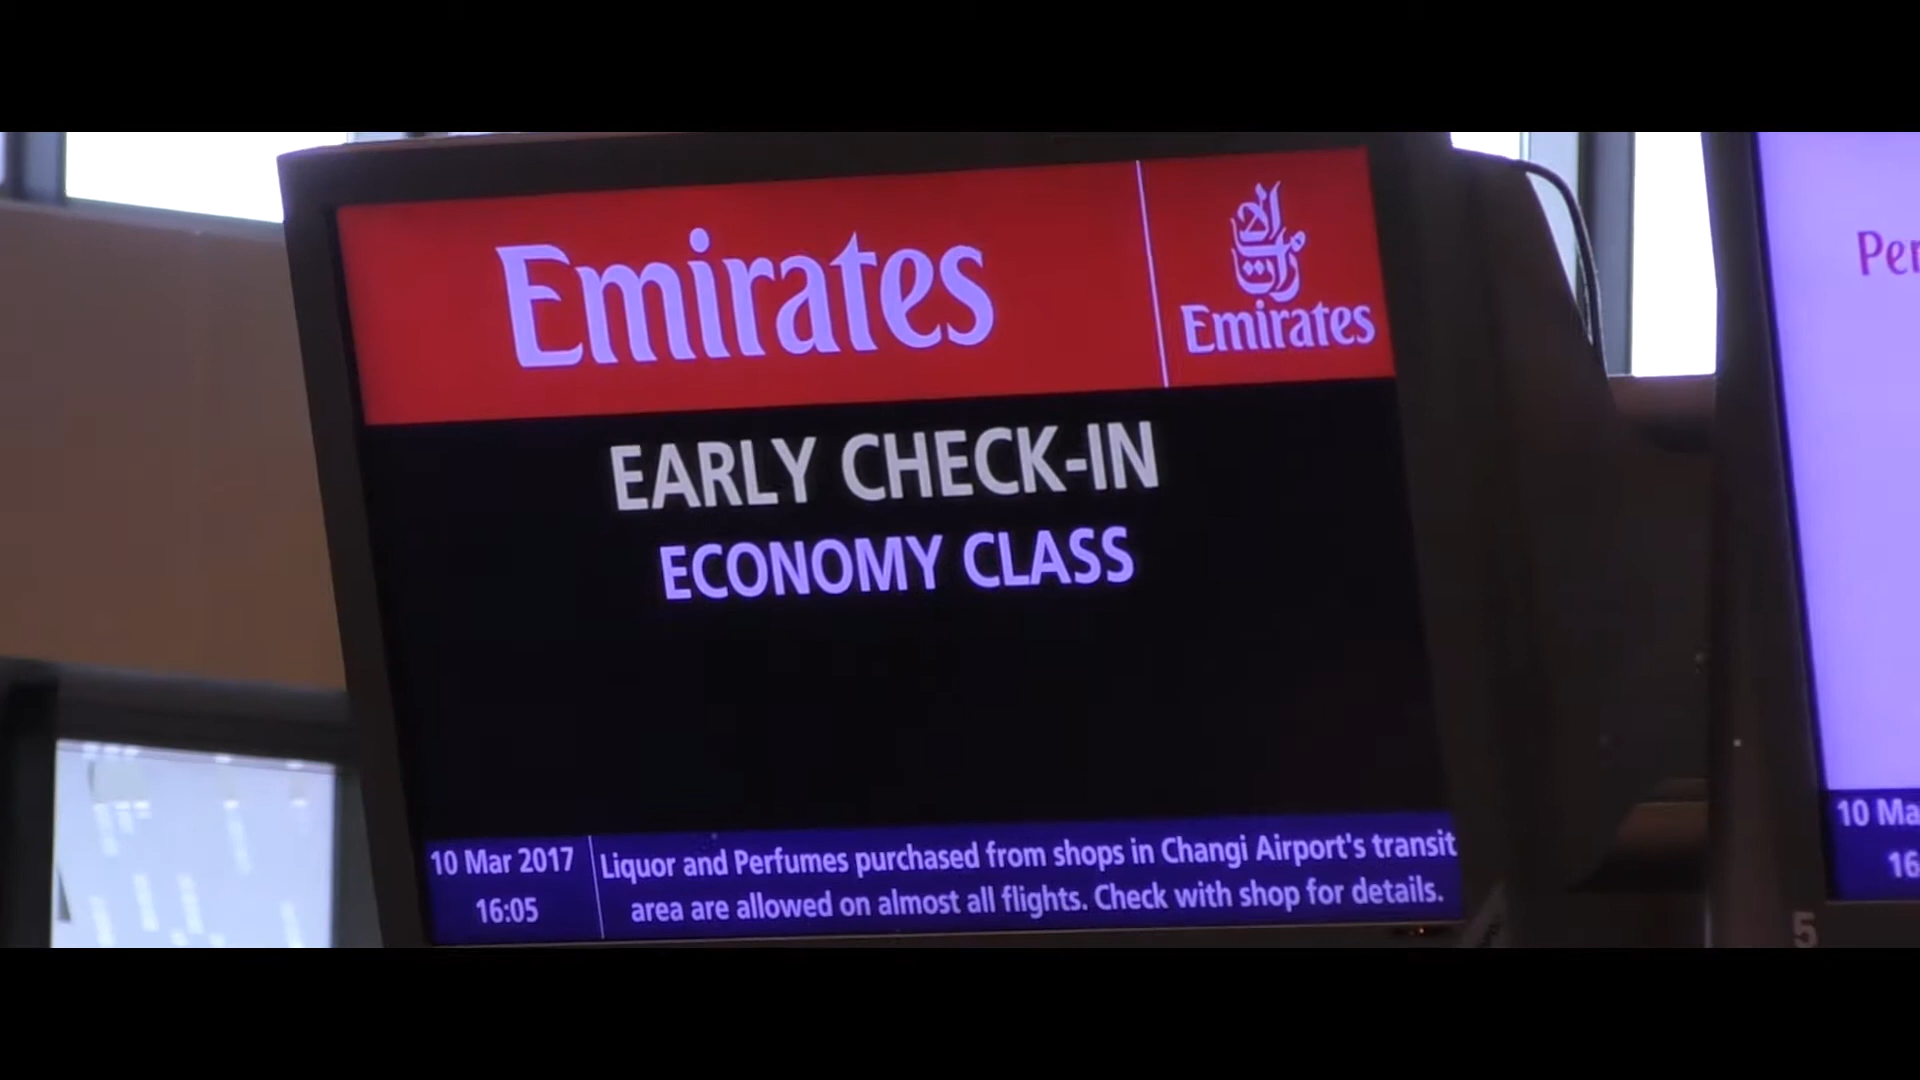 Emirates
Emirates
EARLY CHECK-IN
ECONOMY CLASS
10 Mar 2017
16:05
Liquor and Perfumes purchased from shops in Changi Airport's transit
area are allowed on almost all flights. Check with shop for details.
Per
10 Ma
16
5